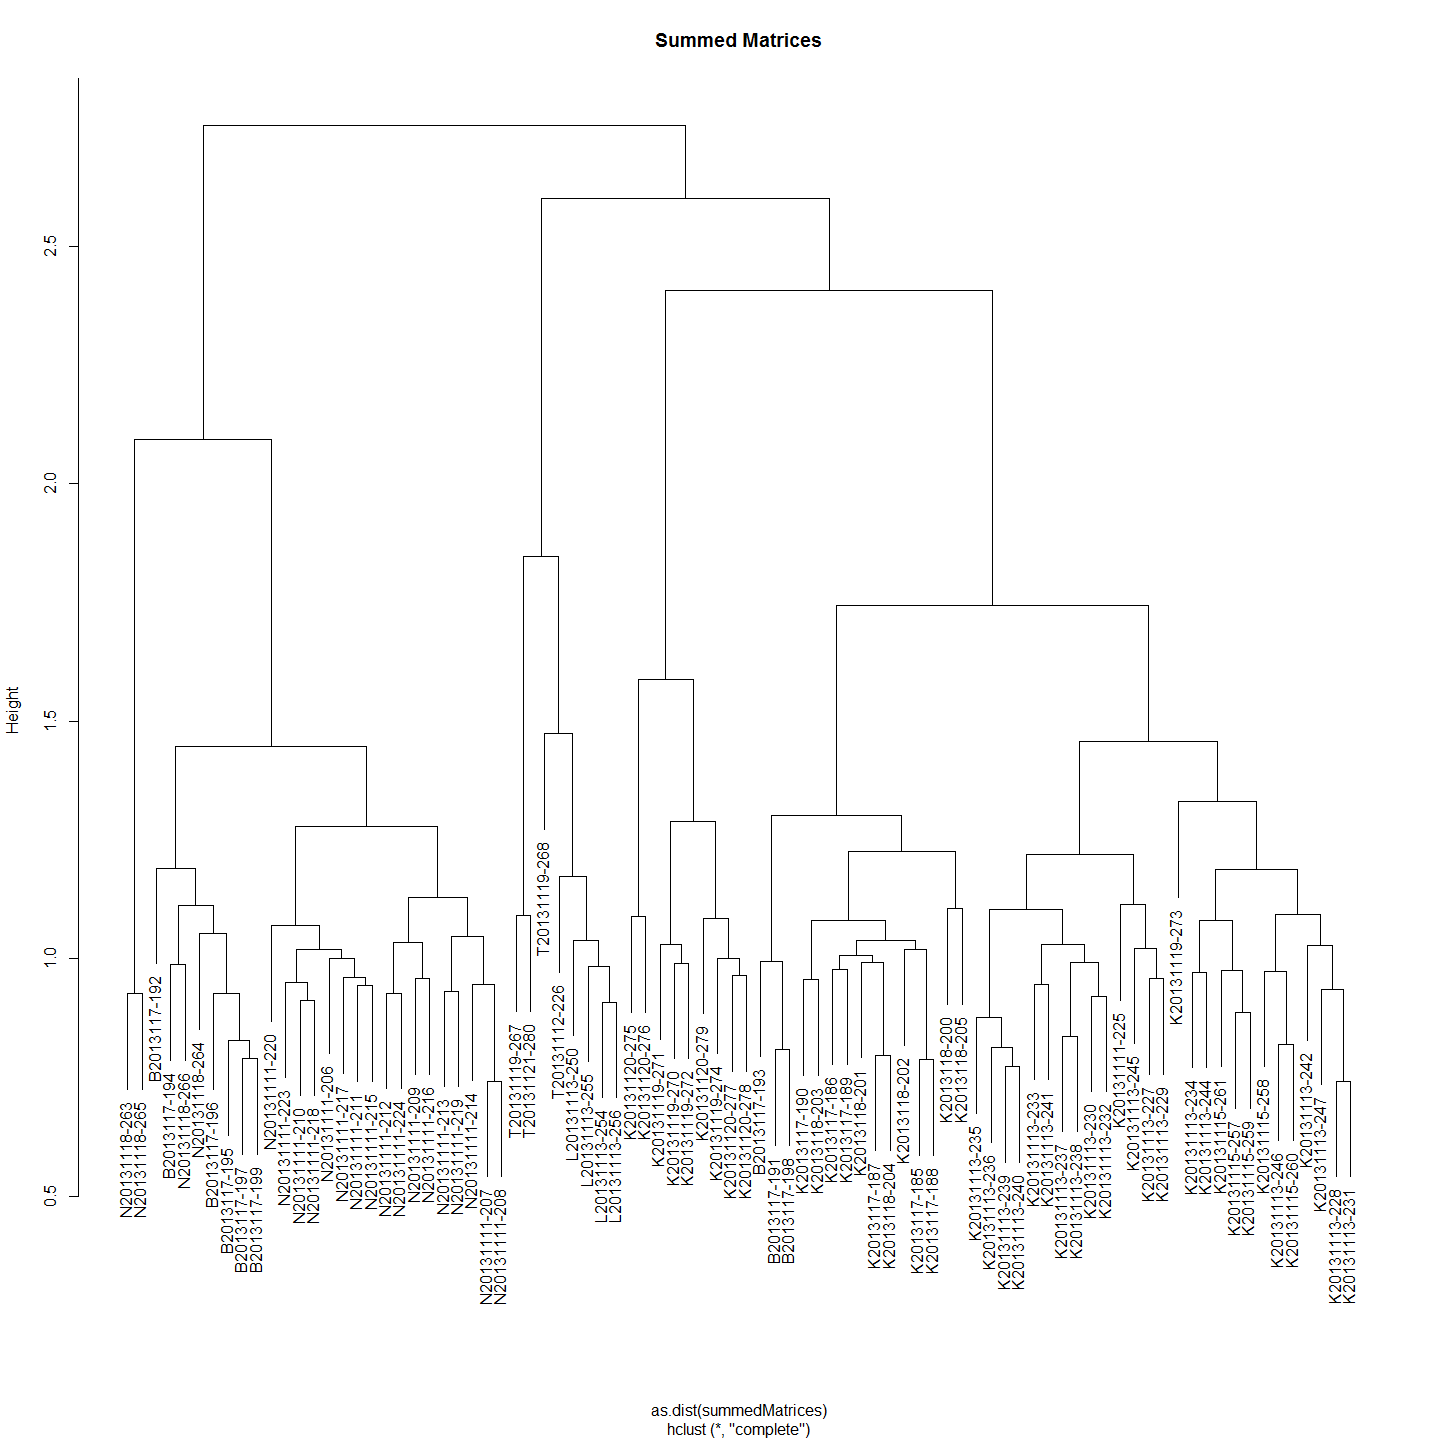 Summed Matrices
Height
2.5
2.0
1.5
1.0
0.5
N20131118-263
N20131118-265
B2013117-192
B2013117-194
N20131118-266
N20131118-264
B2013117-196
B2013117-195
B2013117-197
B2013117-199
N20131111-220
N20131111-223
N20131111-210
N20131111-218
N20131111-206
N20131111-217
N20131111-211
N20131111-215
N20131111-212
N20131111-224
N20131111-209
N20131111-216
N20131111-213
N20131111-219
N20131111-214
N20131111-207
N20131111-208
T20131119-267
T20131121-280
T20131119-268
T20131112-226
L20131113-250
L20131113-255
L20131113-254
L20131113-256
K20131120-275
K20131120-276
K20131119-271
K20131119-270
K20131119-272
K20131120-279
K20131119-274
K20131120-277
K20131120-278
B2013117-193
B2013117-191
B2013117-198
K2013117-190
K2013118-203
K2013117-186
K2013117-189
K2013118-201
K2013117-187
K2013118-204
K2013118-202
K2013117-185
K2013117-188
K2013118-200
K2013118-205
K20131113-235
K20131113-236
K20131113-239
K20131113-240
K20131113-233
K20131113-241
K20131113-237
K20131113-238
K20131113-230
K20131113-232
K20131111-225
K20131113-245
K20131113-227
K20131113-229
K20131119-273
K20131113-234
K20131113-244
K20131115-261
K20131115-257
K20131115-259
K20131115-258
K20131113-246
K20131115-260
K20131113-242
K20131113-247
K20131113-228
K20131113-231
as.dist(summedMatrices)
hclust (*, "complete")